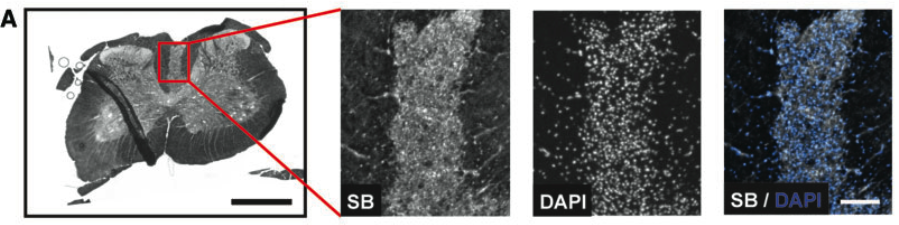 A
SB
DAPI
SB / DAPI